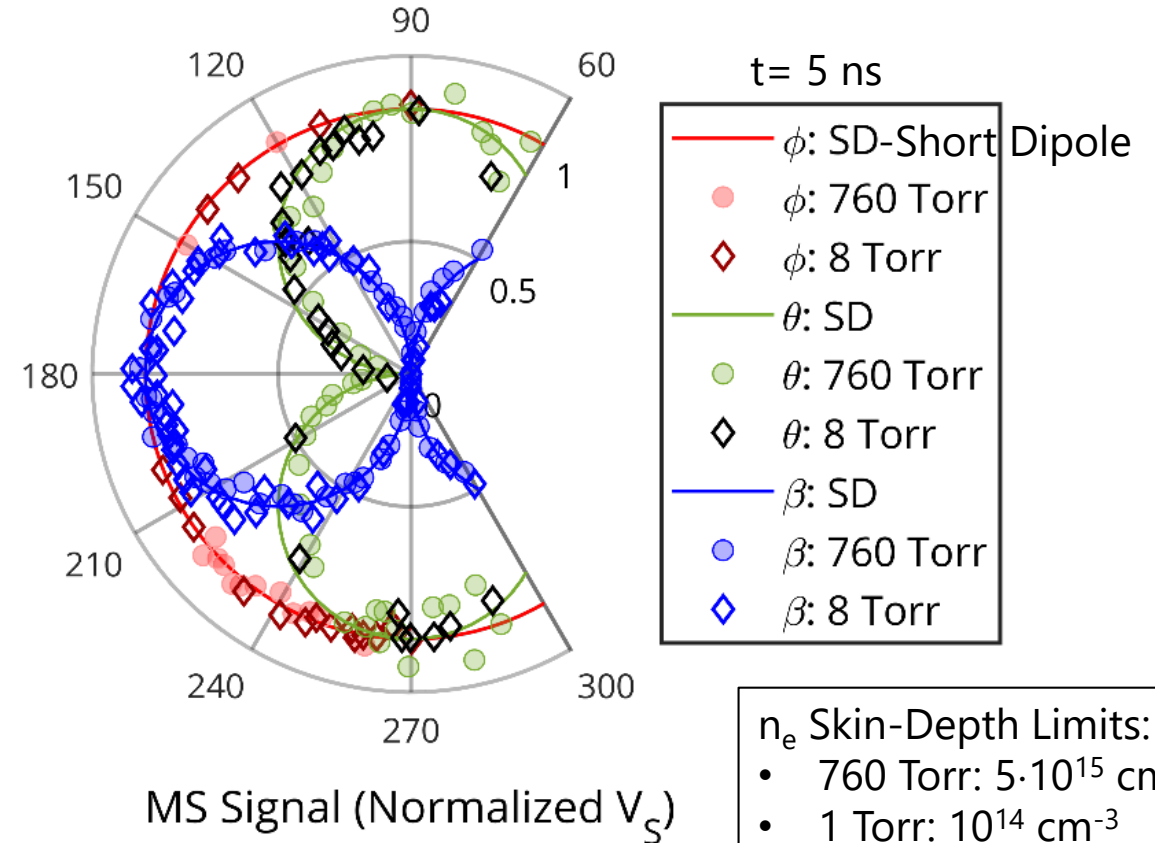 90
120
60
150
1
0.5
180
0
210
240
300
270
MS Signal (Normalized V_S)
t= 5 ns
ϕ: SD-Short Dipole
ϕ: 760 Torr
ϕ: 8 Torr
θ: SD
θ: 760 Torr
θ: 8 Torr
β: SD
β: 760 Torr
β: 8 Torr
n_e Skin-Depth Limits:
• 760 Torr: 5·10¹⁵ cm
• 1 Torr: 10¹⁴ cm⁻³